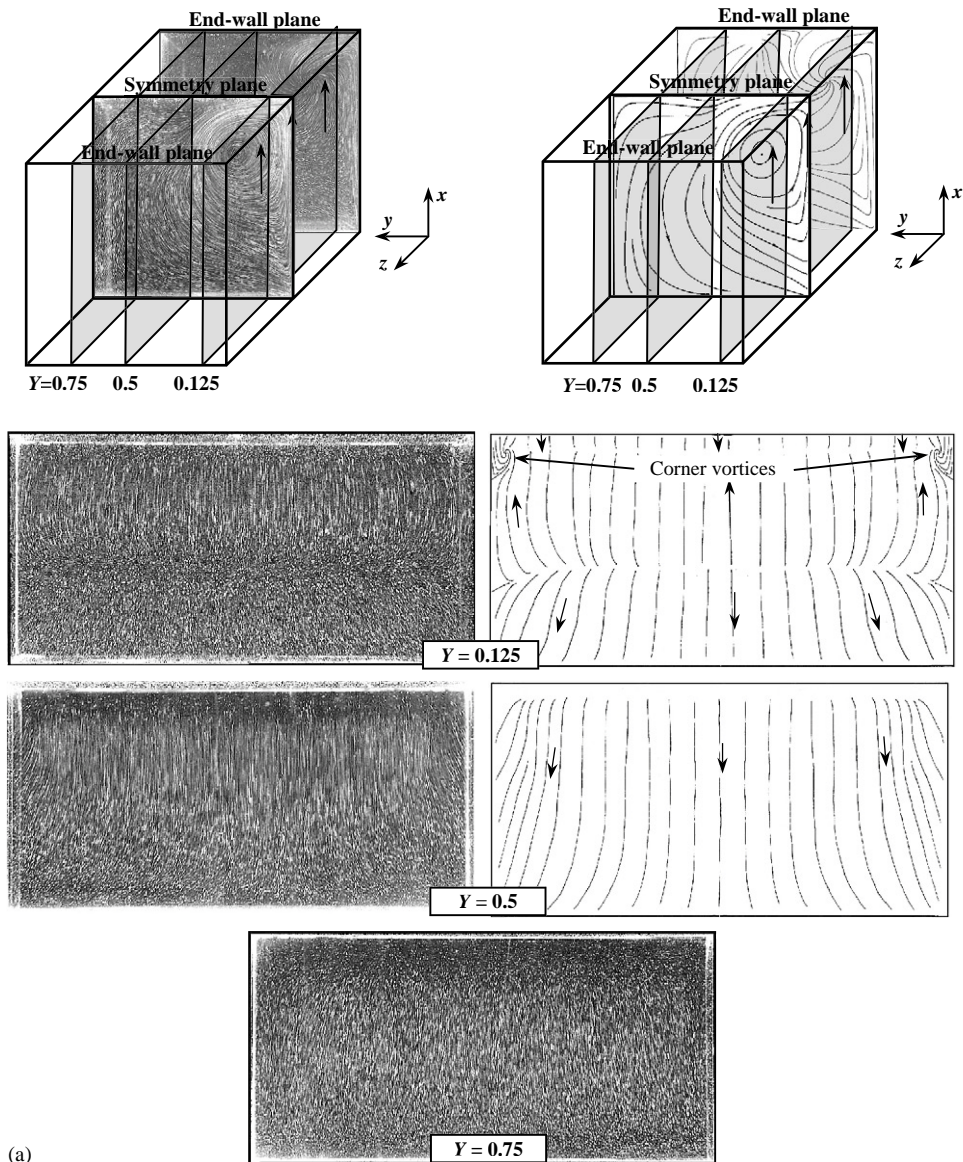 End-wall plane
Symmetry plane
End-wall plane
x
y
z
Y=0.75 0.5 0.125
End-wall plane
Symmetry plane
End-wall plane
x
y
z
Y=0.75 0.5 0.125
Corner vortices
Y = 0.125
Y = 0.5
Y = 0.75
(a)